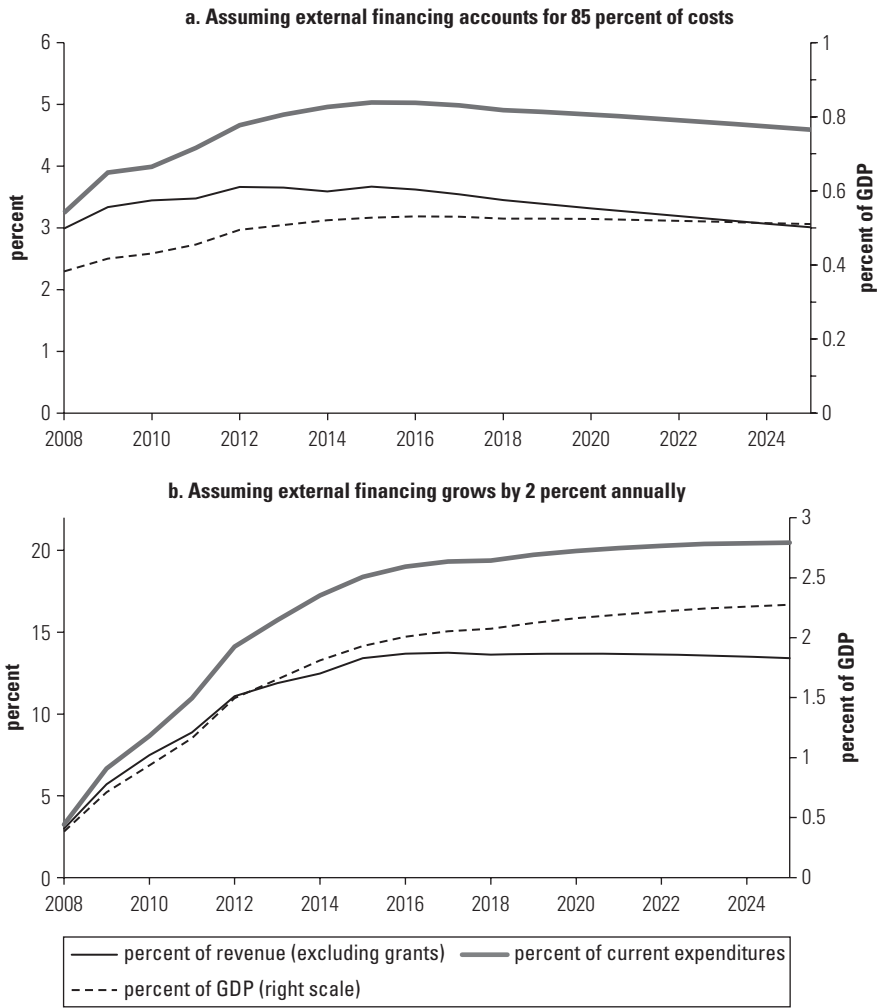 a. Assuming external financing accounts for 85 percent of costs
6
5
4
3
2
1
0
percent
1
0.8
0.6
0.4
0.2
0
percent of GDP
2008 2010 2012 2014 2016 2018 2020 2022 2024
b. Assuming external financing grows by 2 percent annually
20
15
10
5
0
percent
3
2.5
2
1.5
1
0.5
0
percent of GDP
2008 2010 2012 2014 2016 2018 2020 2022 2024
percent of revenue (excluding grants) percent of current expenditures
percent of GDP (right scale)